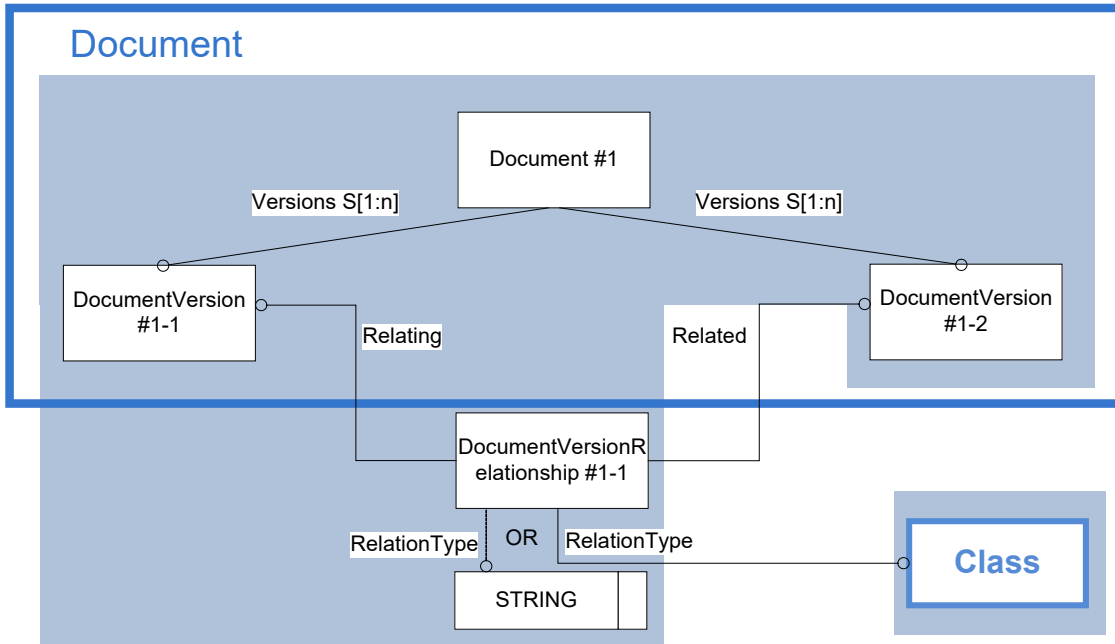 Document
Document #1
Versions S[1:n]
Versions S[1:n]
DocumentVersion
#1-1
DocumentVersion
#1-2
Relating
Related
DocumentVersionR
elationship #1-1
RelationType
OR
RelationType
STRING
Class